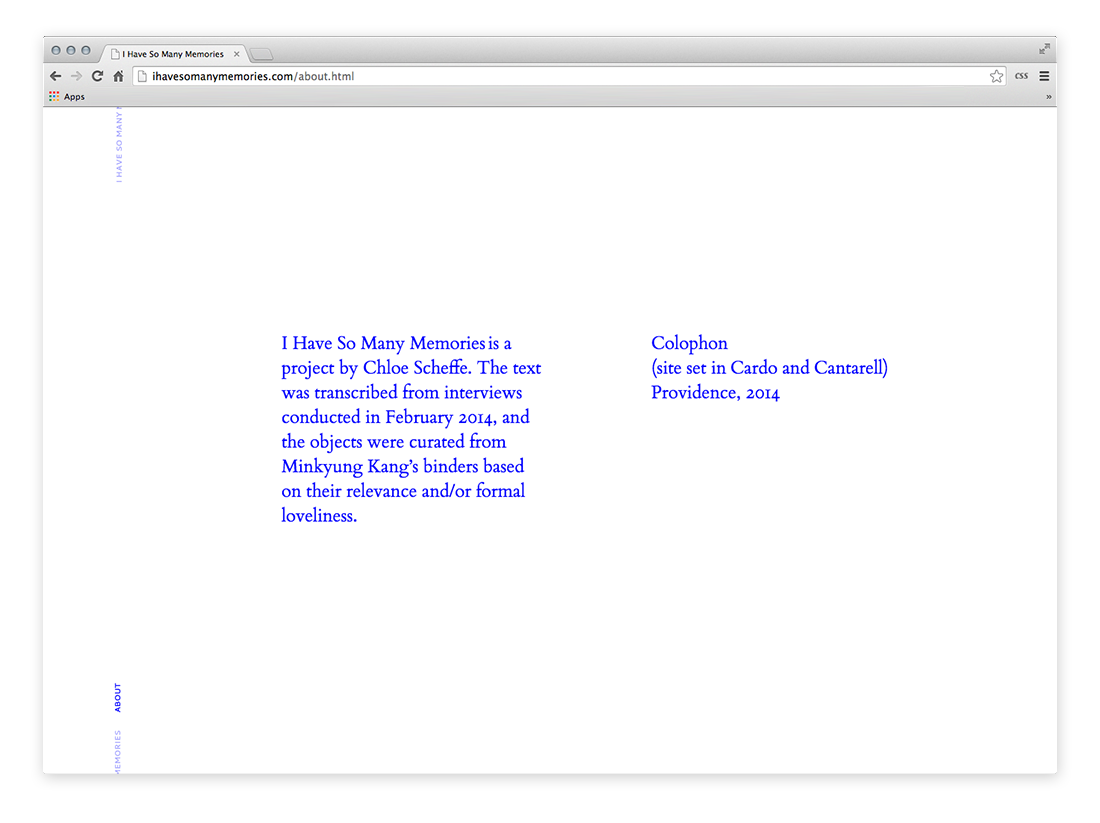 I Have So Many Memories
ihavesomanymemories.com/about.html
CSS
Apps
»
I HAVE SO MANY
I Have So Many Memories is a
project by Chloe Scheffe. The text
was transcribed from interviews
conducted in February 2014, and
the objects were curated from
Minkyung Kang’s binders based
on their relevance and/or formal
loveliness.
Colophon
(site set in Cardo and Cantarell)
Providence, 2014
ABOUT
MEMORIES